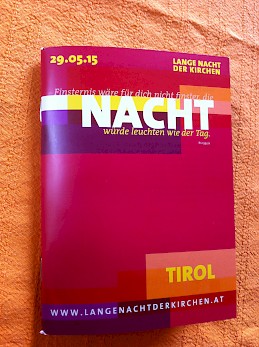 29.05.15
LANGE NACHT
DER KIRCHEN
Finsternis wäre für dich nicht finster, die
NACHT
würde leuchten wie der Tag.
TIROL
WWW.LANGENACHTDERKIRCHEN.AT